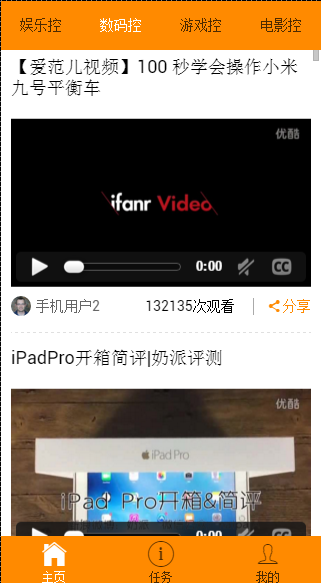 娱乐控 数码控 游戏控 电影控
【爱范儿视频】100 秒学会操作小米
九号平衡车
优酷
ifanr Video
0:00 CC
手机用户2 132135次观看 分享
iPadPro开箱简评|奶派评测
优酷
iPad Pro
iPad Pro开箱&简评
0:00
主页 任务 我的